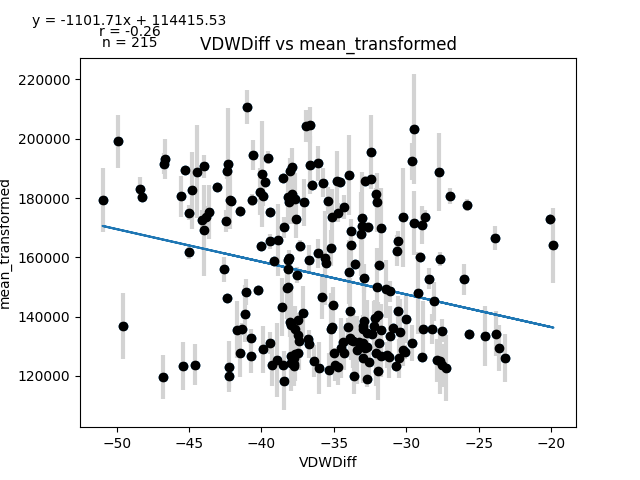 y = -1101.71x + 114415.53
r = -0.26
n = 215
VDWDiff vs mean_transformed
220000
200000
180000
160000
140000
120000
mean_transformed
−50
−45
−40
−35
−30
−25
−20
VDWDiff